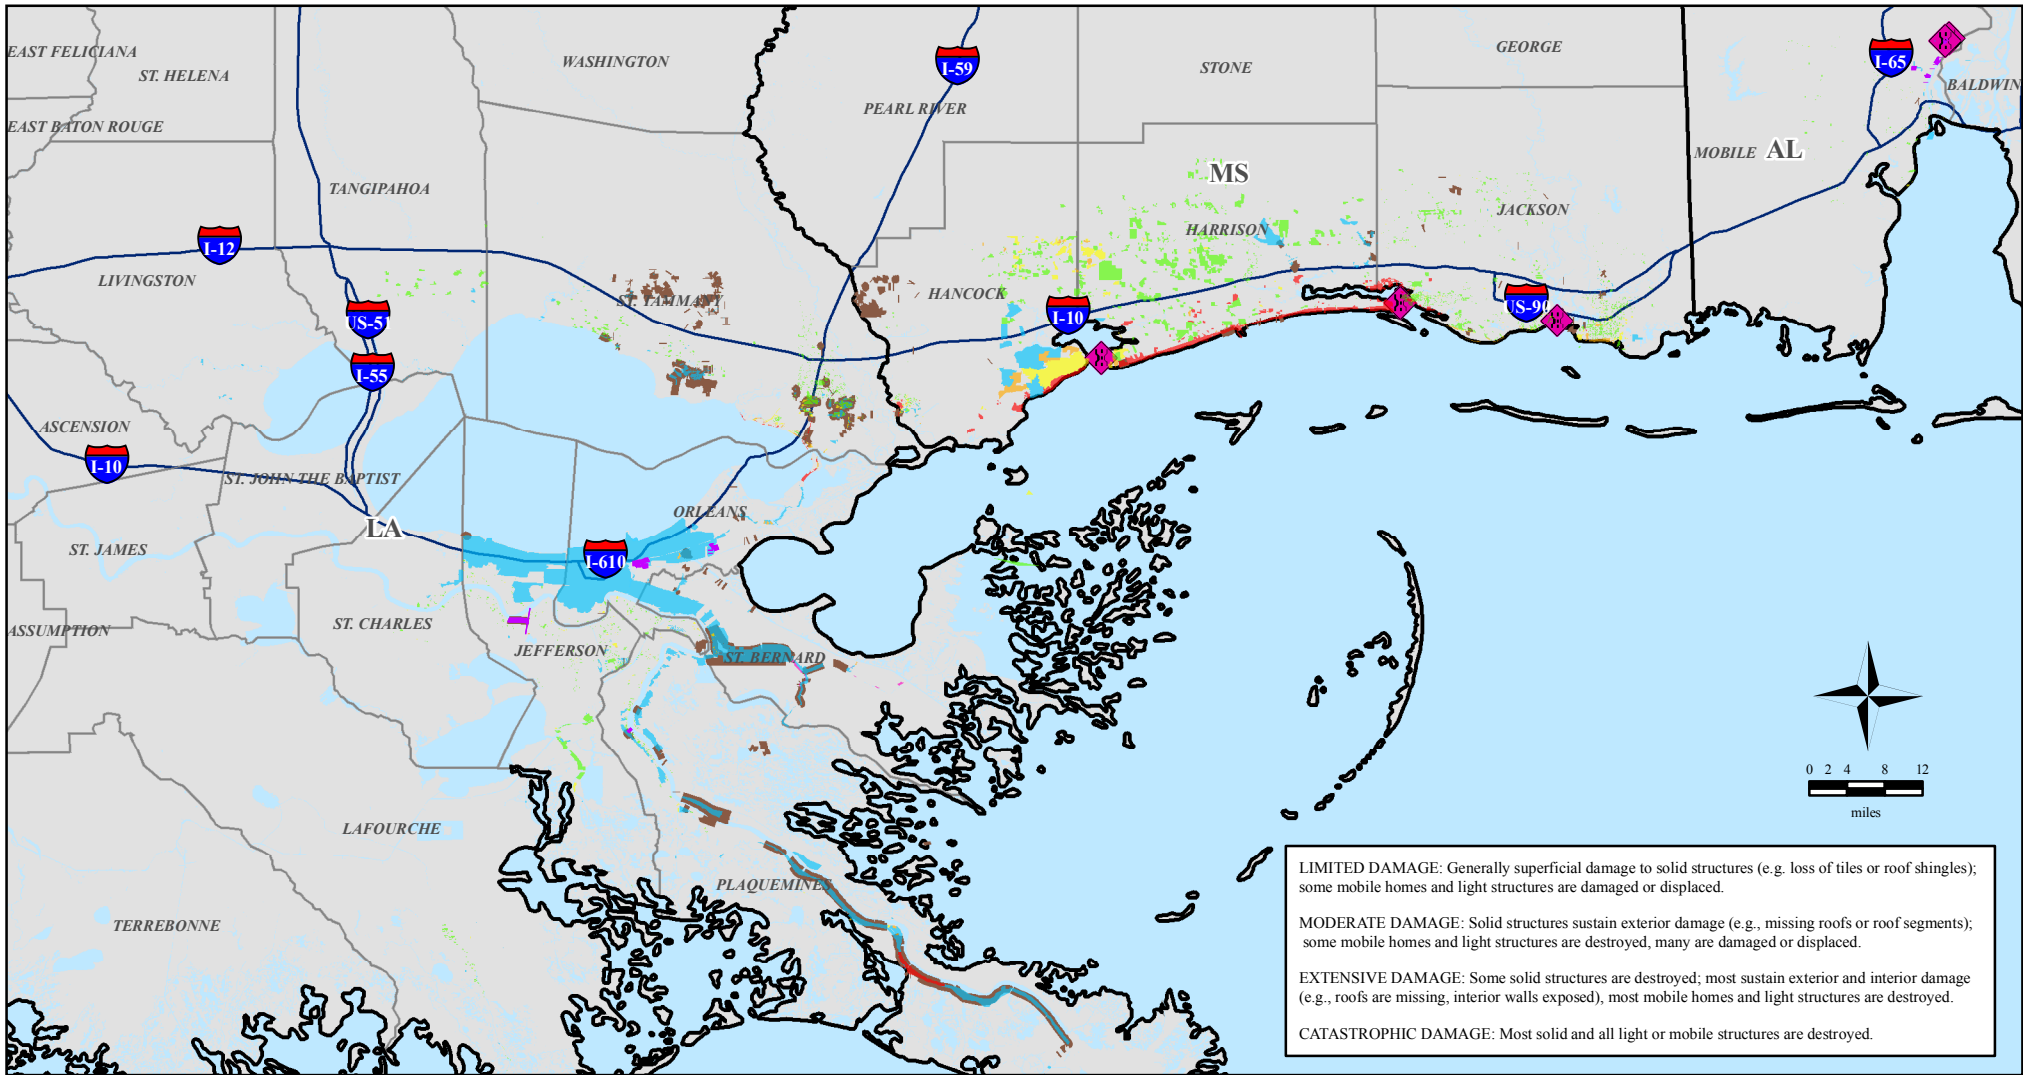 EAST FELICIANA
ST. HELENA
WASHINGTON
I-59
STONE
GEORGE
I-65
BALDWIN
PEARL RIVER
EAST BATON ROUGE
TANGIPAHOA
MS
MOBILE
AL
HARRISON
JACKSON
I-12
LIVINGSTON
ST. TAMMANY
HANCOCK
I-10
US-90
US-51
I-55
ASCENSION
I-10
ST. JOHN THE BAPTIST
LA
ORLEANS
ST. JAMES
I-610
ASSUMPTION
ST. CHARLES
JEFFERSON
ST. BERNARD
LAFOURCHE
PLAQUEMINES
TERREBONNE
0 2 4 8 12
miles
LIMITED DAMAGE: Generally superficial damage to solid structures (e.g. loss of tiles or roof shingles);
some mobile homes and light structures are damaged or displaced.
MODERATE DAMAGE: Solid structures sustain exterior damage (e.g., missing roofs or roof segments);
some mobile homes and light structures are destroyed, many are damaged or displaced.
EXTENSIVE DAMAGE: Some solid structures are destroyed; most sustain exterior and interior damage
(e.g., roofs are missing, interior walls exposed), most mobile homes and light structures are destroyed.
CATASTROPHIC DAMAGE: Most solid and all light or mobile structures are destroyed.